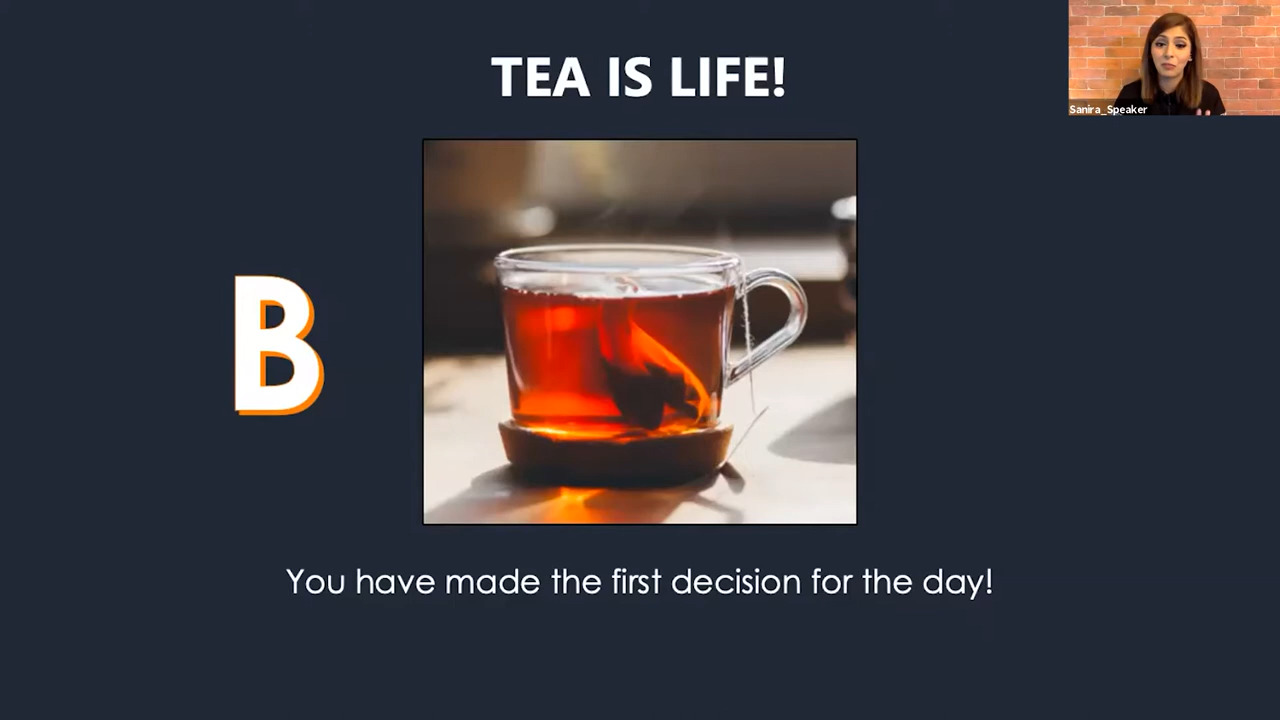 TEA IS LIFE!
Sanira_Speaker
B
You have made the first decision for the day!